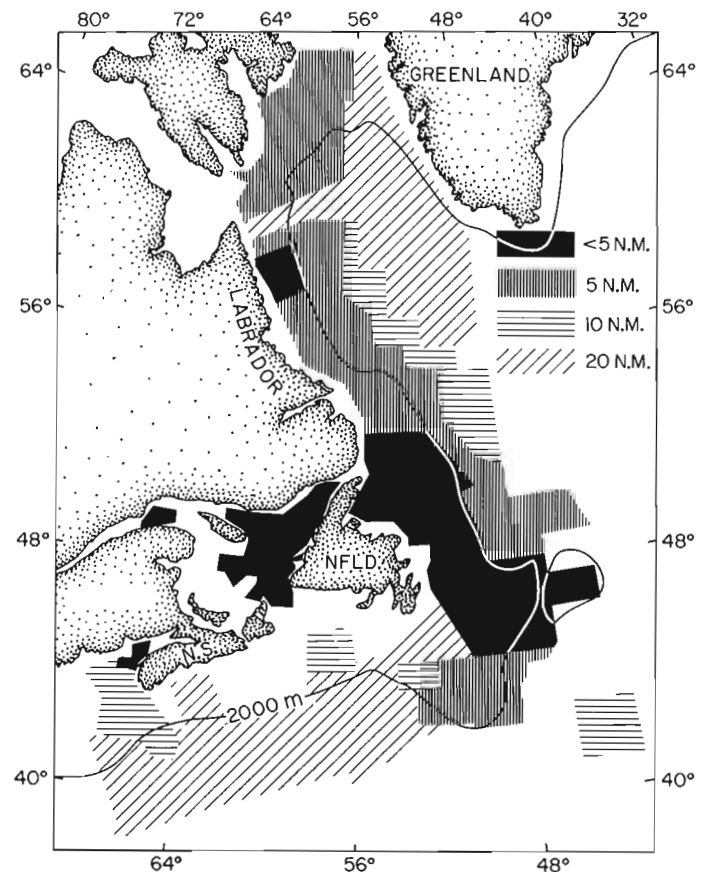 80° 72° 64° 56° 48° 40° 32°
64° 64°
GREENLAND
<5 N.M.
5 N.M.
56° 56°
10 N.M.
20 N.M.
LABRADOR
48° 48°
NFLD.
N.S.
2000 m
40° 40°
64° 56° 48°